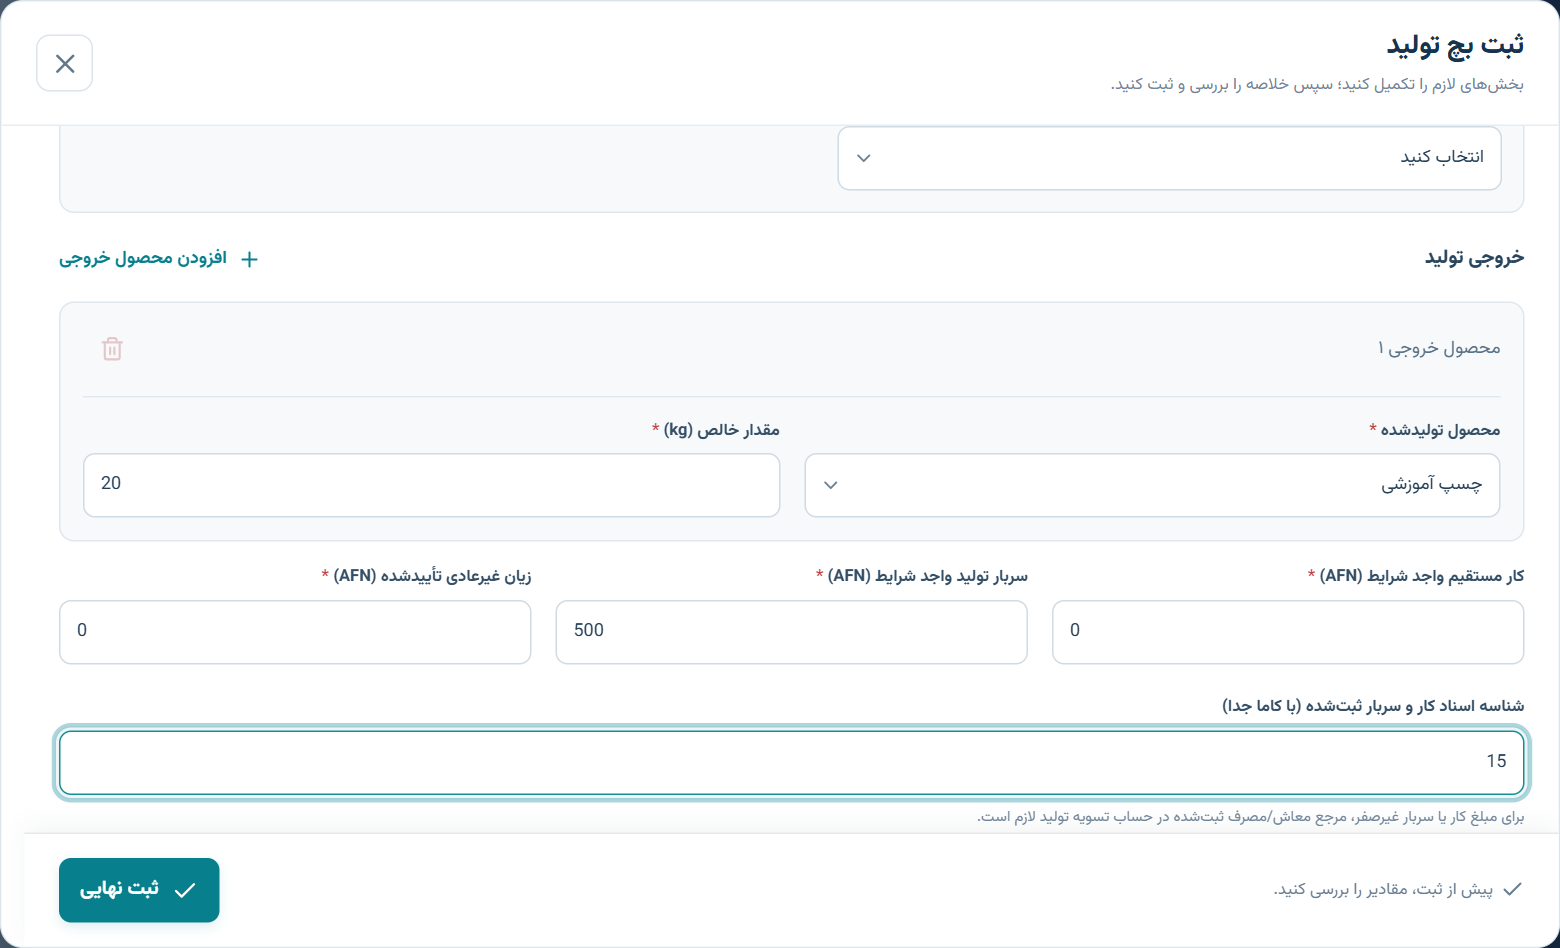 ثبت بچ تولید
بخش‌های لازم را تکمیل کنید؛ سپس خلاصه را بررسی و ثبت کنید.
انتخاب کنید
خروجی تولید
افزودن محصول خروجی
محصول خروجی ۱
محصول تولیدشده *
مقدار خالص (kg) *
چسپ آموزشی
20
کار مستقیم واجد شرایط (AFN) *
سربار تولید واجد شرایط (AFN) *
زیان غیرعادی تأییدشده (AFN) *
0
500
0
شناسه اسناد کار و سربار ثبت‌شده (با کاما جدا)
15
برای مبلغ کار یا سربار غیرصفر، مرجع معاش/مصرف ثبت‌شده در حساب تسویه تولید لازم است.
پیش از ثبت، مقادیر را بررسی کنید.
ثبت نهایی